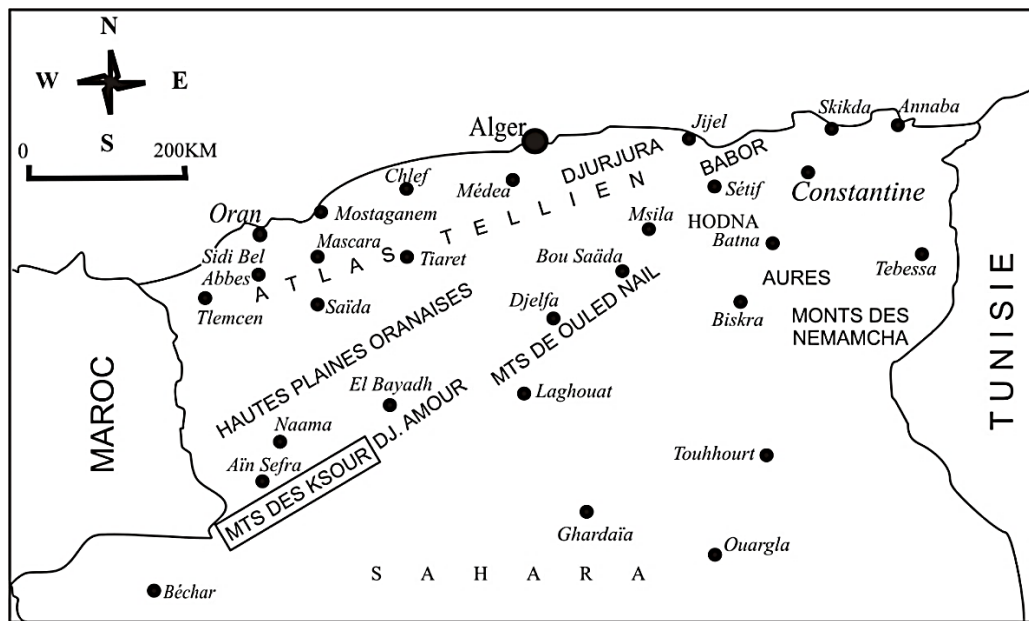 N
W E
S
0 200KM
Alger
Jijel
Skikda
Annaba
DJURJURA
BABOR
Chlef
Médea
Sétif
Constantine
Oran
Mostaganem
ATLAS TELLIEN
Msila
HODNA
Sidi Bel
Abbes
Mascara
Tiaret
Bou Saäda
Batna
Tebessa
Tlemcen
Saïda
Djelfa
AURES
Biskra
MONTS DES
NEMAMCHA
HAUTES PLAINES ORANAISES
MTS DE OULED NAIL
El Bayadh
DJ. AMOUR
Laghouat
MAROC
TUNISIE
Naama
Aïn Sefra
MTS DES KSOUR
Touhhourt
Ghardaïa
Ouargla
SAHARA
Béchar